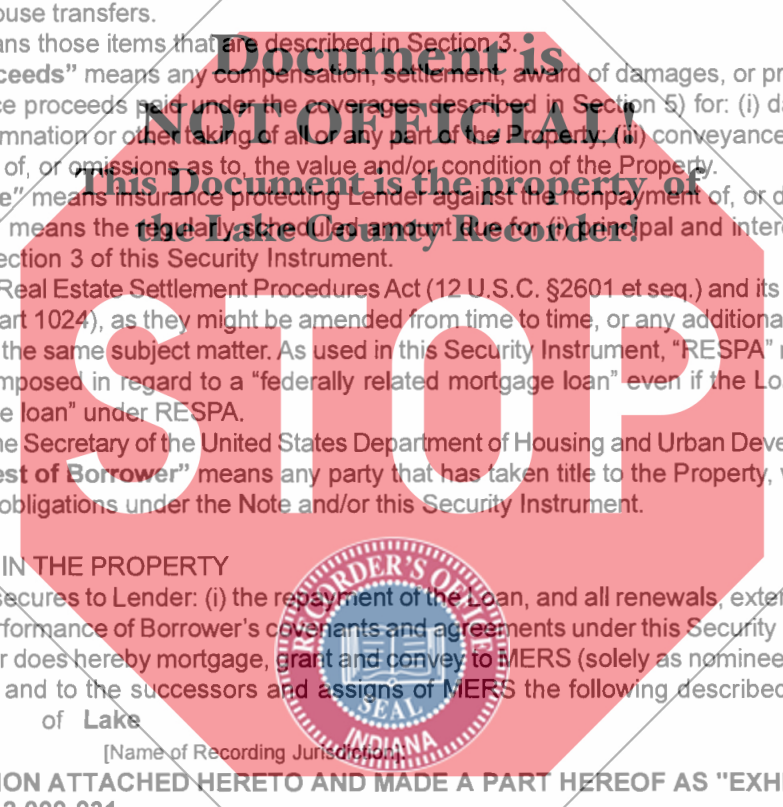 ouse transfers.
ans those items that are described in Section 3.
Document is
ceeds” means any compensation, settlement, award of damages, or pr
ce proceeds paid under the coverages described in Section 5) for: (i) d
NOT OFFICIAL!
mnation or other taking of all or any part of the Property; (iii) conveyance
of, or omissions as to, the value and/or condition of the Property.
This Document is the property of
e” means insurance protecting Lender against the nonpayment of, or d
means the regularly scheduled amount due for (i) principal and inter
the Lake County Recorder!
ection 3 of this Security Instrument.
Real Estate Settlement Procedures Act (12 U.S.C. §2601 et seq.) and its
art 1024), as they might be amended from time to time, or any additiona
the same subject matter. As used in this Security Instrument, “RESPA”
mposed in regard to a “federally related mortgage loan” even if the Lo
e loan” under RESPA.
STOP
he Secretary of the United States Department of Housing and Urban Deve
est of Borrower” means any party that has taken title to the Property,
obligations under the Note and/or this Security Instrument.
IN THE PROPERTY
secures to Lender: (i) the repayment of the Loan, and all renewals, exte
rformance of Borrower’s covenants and agreements under this Security
r does hereby mortgage, grant and convey to MERS (solely as nominee
and to the successors and assigns of MERS the following described
of Lake
[Name of Recording Jurisdiction]:
RECORDER'S OFFICE
SEAL
INDIANA
ION ATTACHED HERETO AND MADE A PART HEREOF AS "EXH